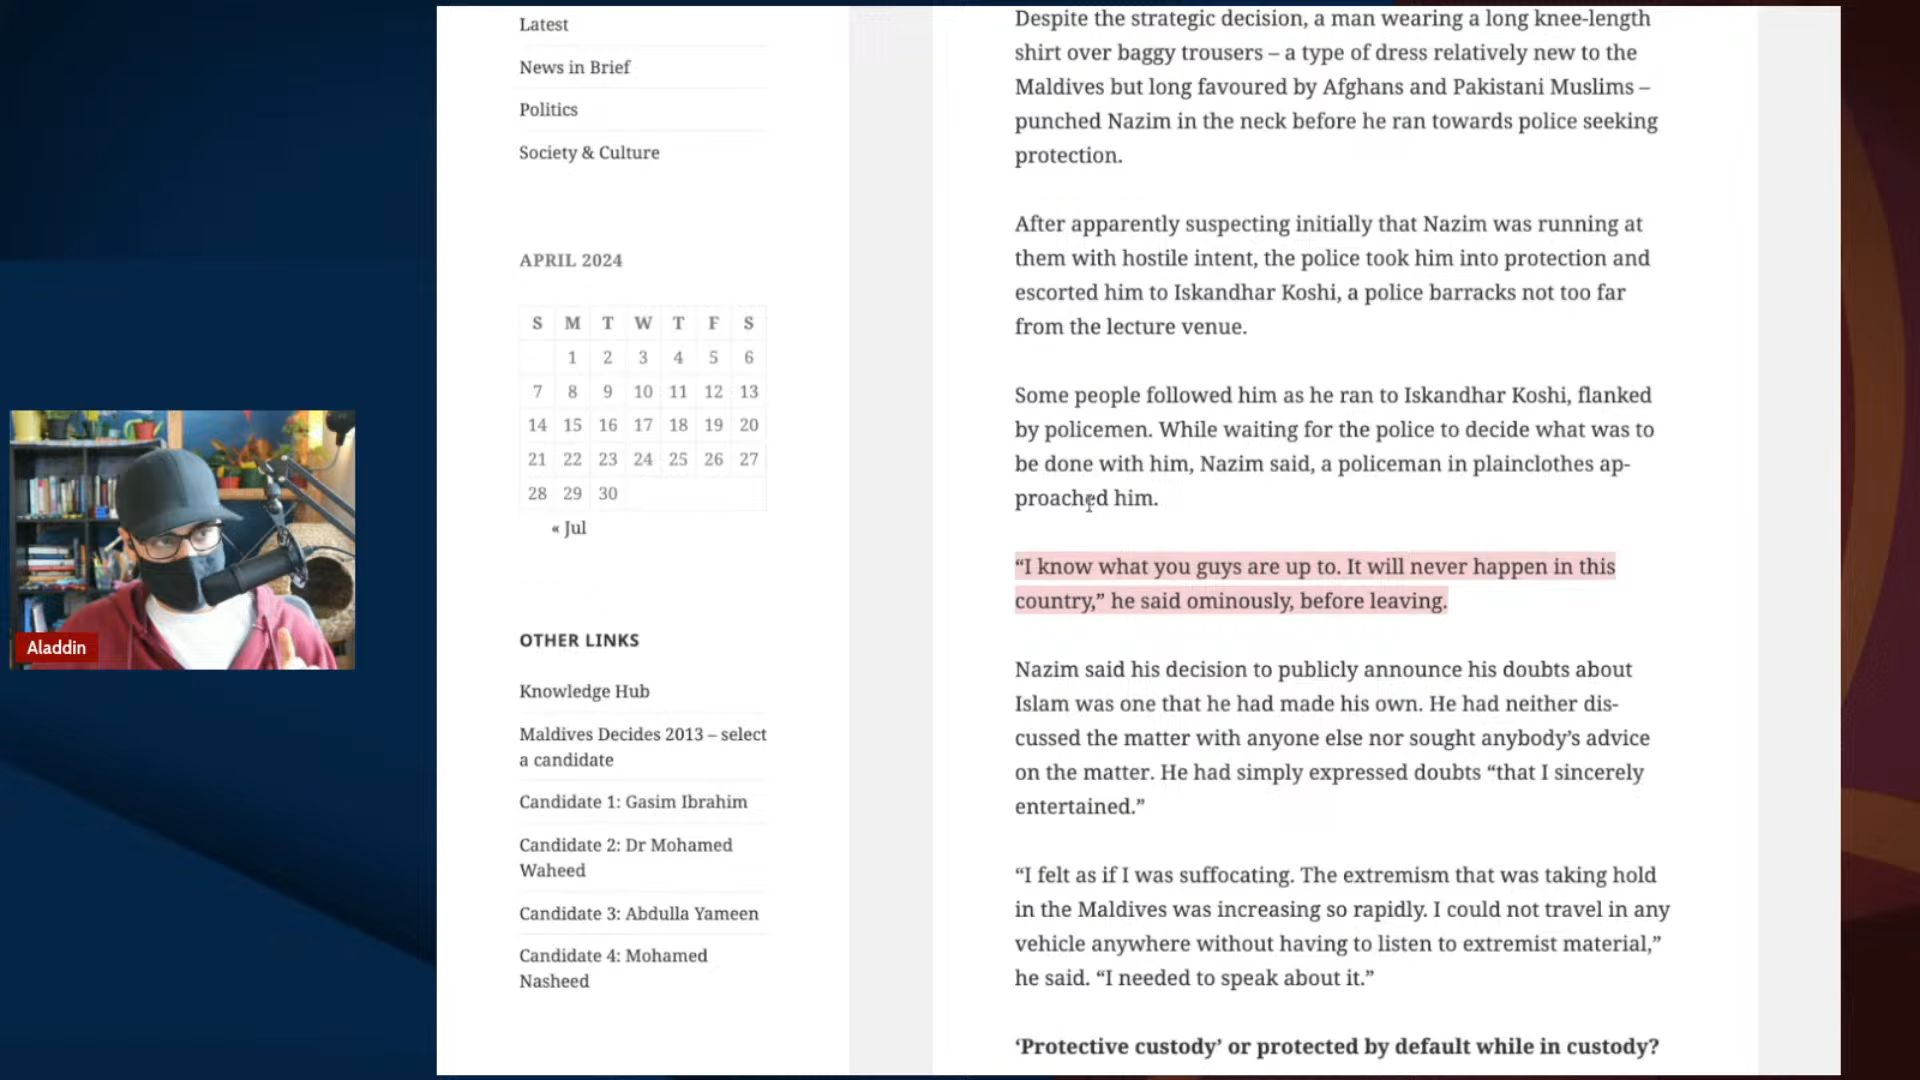 Latest
News in Brief
Politics
Society & Culture
APRIL 2024
S M T W T F S
1 2 3 4 5 6
7 8 9 10 11 12 13
14 15 16 17 18 19 20
21 22 23 24 25 26 27
28 29 30
« Jul
OTHER LINKS
Knowledge Hub
Maldives Decides 2013 – select
a candidate
Candidate 1: Gasim Ibrahim
Candidate 2: Dr Mohamed
Waheed
Candidate 3: Abdulla Yameen
Candidate 4: Mohamed
Nasheed
Despite the strategic decision, a man wearing a long knee-length
shirt over baggy trousers – a type of dress relatively new to the
Maldives but long favoured by Afghans and Pakistani Muslims –
punched Nazim in the neck before he ran towards police seeking
protection.
After apparently suspecting initially that Nazim was running at
them with hostile intent, the police took him into protection and
escorted him to Iskandhar Koshi, a police barracks not too far
from the lecture venue.
Some people followed him as he ran to Iskandhar Koshi, flanked
by policemen. While waiting for the police to decide what was to
be done with him, Nazim said, a policeman in plainclothes ap-
proached him.
“I know what you guys are up to. It will never happen in this
country,” he said ominously, before leaving.
Nazim said his decision to publicly announce his doubts about
Islam was one that he had made his own. He had neither dis-
cussed the matter with anyone else nor sought anybody’s advice
on the matter. He had simply expressed doubts “that I sincerely
entertained.”
“I felt as if I was suffocating. The extremism that was taking hold
in the Maldives was increasing so rapidly. I could not travel in any
vehicle anywhere without having to listen to extremist material,”
he said. “I needed to speak about it.”
‘Protective custody’ or protected by default while in custody?
Aladdin